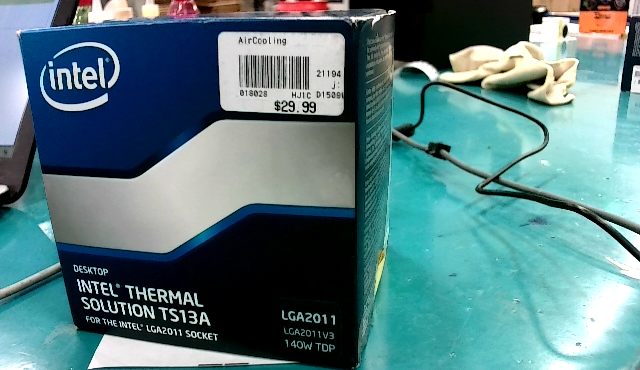 intel
AirCooling
21194
J:
018028 HJIC D1508
$29.99
DESKTOP
INTEL® THERMAL
SOLUTION TS13A
FOR THE INTEL® LGA2011 SOCKET
LGA2011
LGA2011V3
140W TDP